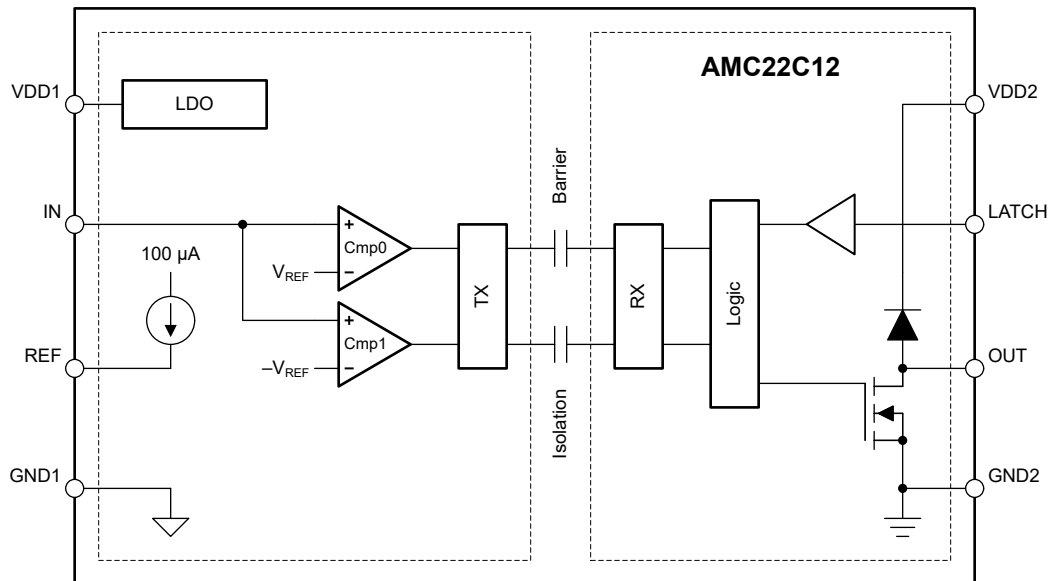 AMC22C12
VDD1
LDO
VDD2
Barrier
IN
LATCH
+
Cmp0
100 µA
VREF
−
TX
RX
Logic
+
Cmp1
REF
–VREF
−
OUT
Isolation
GND1
GND2